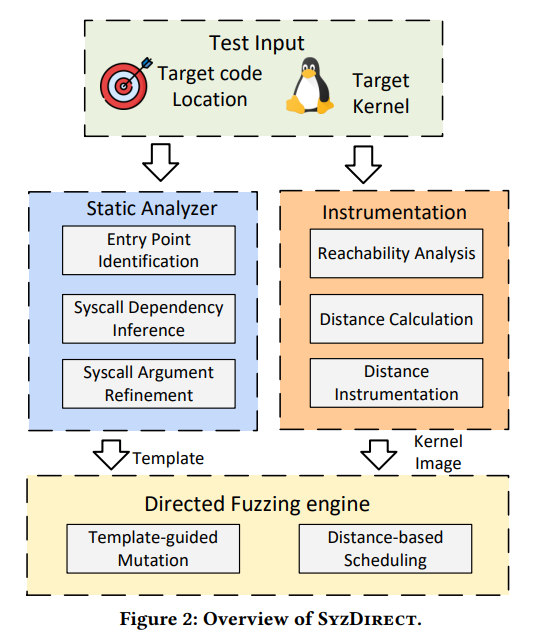 Test Input
Target code
Location
Target
Kernel
Static Analyzer
Entry Point
Identification
Syscall Dependency
Inference
Syscall Argument
Refinement
Instrumentation
Reachability Analysis
Distance Calculation
Distance
Instrumentation
Template
Kernel
Image
Directed Fuzzing engine
Template-guided
Mutation
Distance-based
Scheduling
Figure 2: Overview of SYZDIRECT.